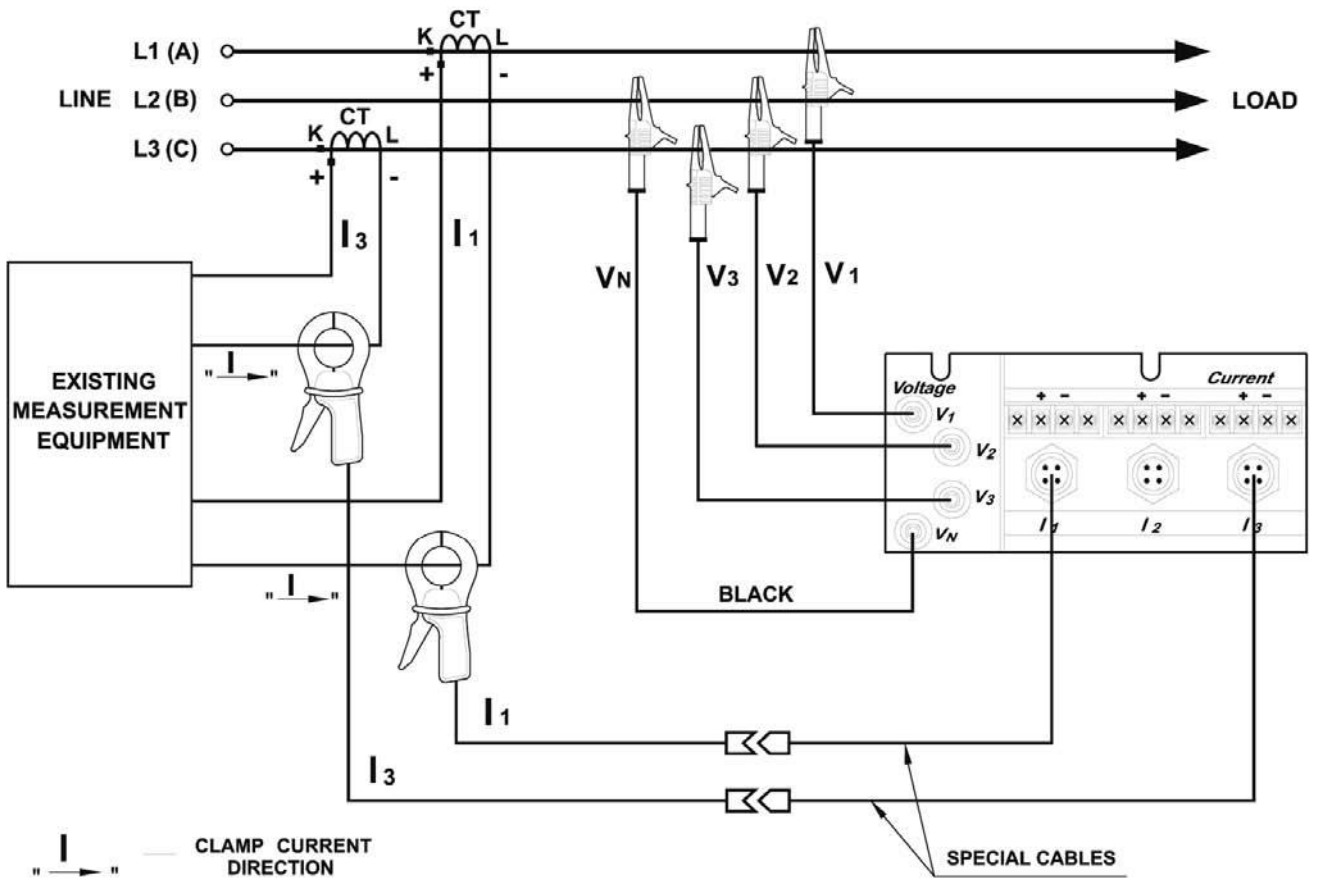 CT
K L
L1 (A)
+ -
LINE L2 (B) LOAD
CT
K L
L3 (C)
+ -
I3 I1
VN V3 V2 V1
EXISTING
MEASUREMENT
EQUIPMENT
" I "
" I "
Voltage
Current
+ - + - + -
V1
V2
V3
VN
I1 I2 I3
BLACK
I1
I3
" I " — CLAMP CURRENT
DIRECTION
SPECIAL CABLES